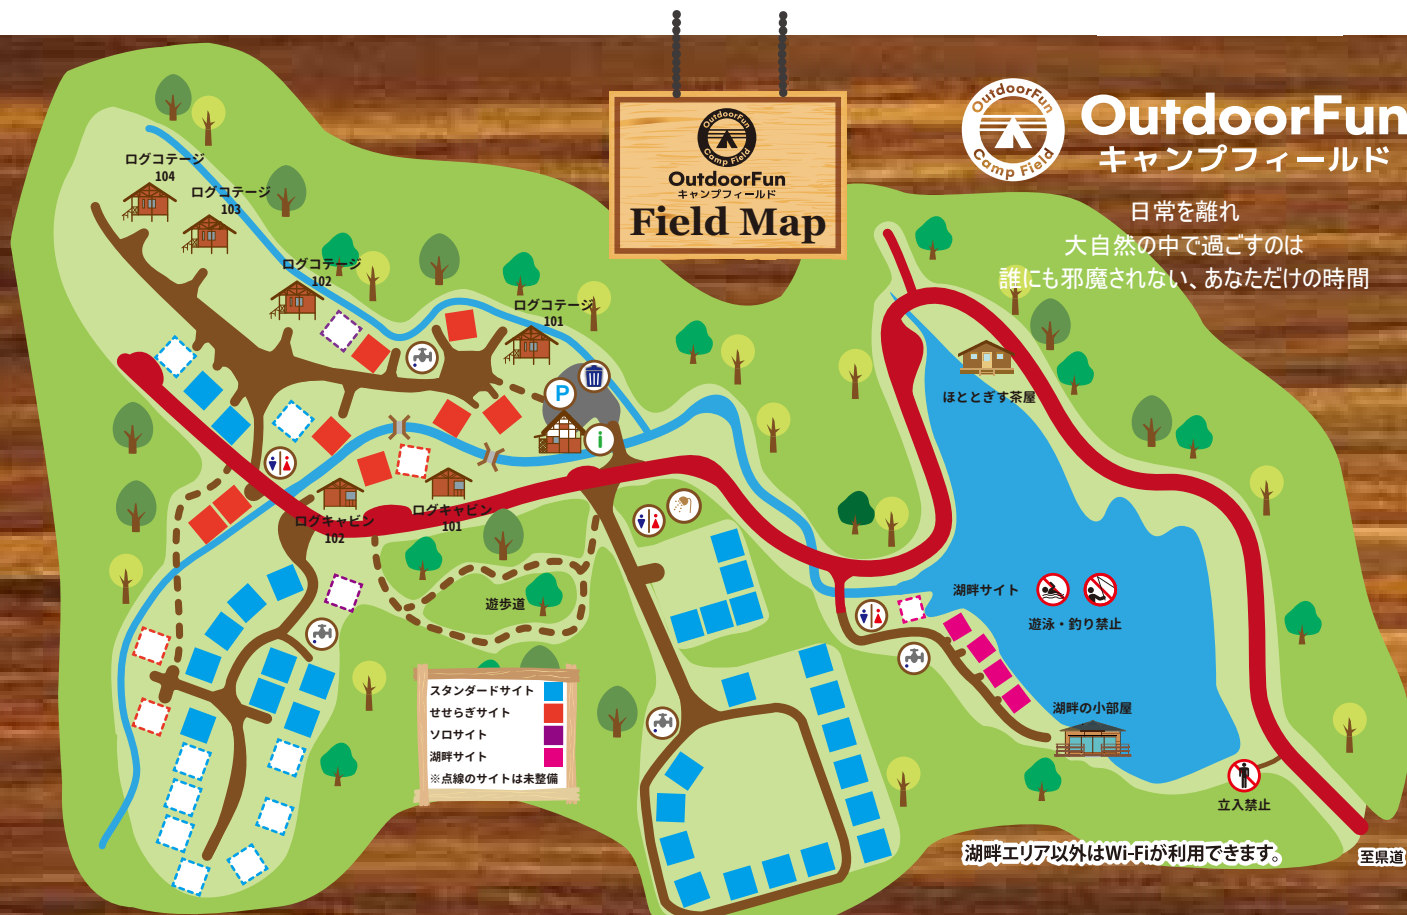 OutdoorFun
Camp Field
OutdoorFun
キャンプフィールド
Field Map
OutdoorFun
Camp Field
OutdoorFun
キャンプフィールド
日常を離れ
大自然の中で過ごすのは
誰にも邪魔されない、あなただけの時間
ログコテージ
104
ログコテージ
103
ログコテージ
102
ログコテージ
101
P
i
ほととぎす茶屋
ログキャビン
101
ログキャビン
102
遊歩道
湖畔サイト
遊泳・釣り禁止
湖畔の小部屋
立入禁止
スタンダードサイト
せせらぎサイト
ソロサイト
湖畔サイト
※点線のサイトは未整備
湖畔エリア以外はWi-Fiが利用できます。
至県道